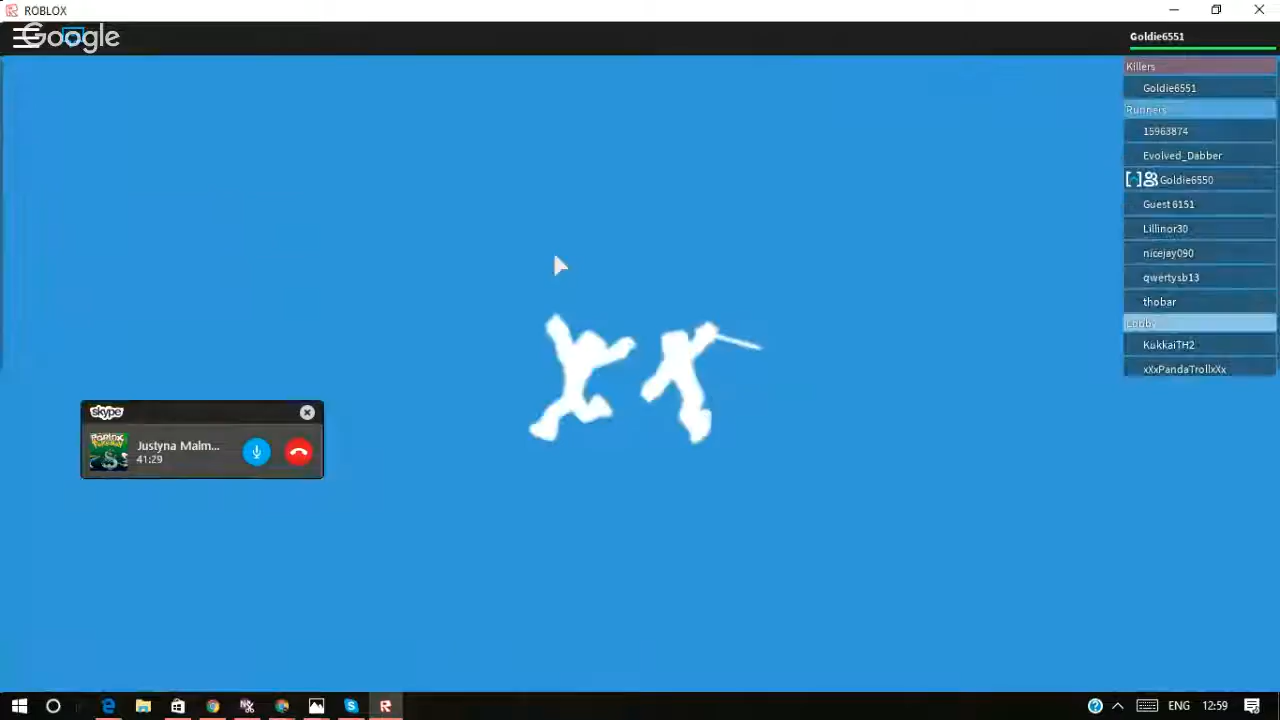 ROBLOX
Google
Goldie6551
Killers
Goldie6551
Runners
15963874
Evolved_Dabber
Goldie6550
Guest 6151
Lillinor30
nicejay090
qwertysb13
thobar
Lobby
KukkaiTH2
xXxPandaTrollxXx
skype
ROBLOX
Justyna Malm...
41:29
ENG
12:59